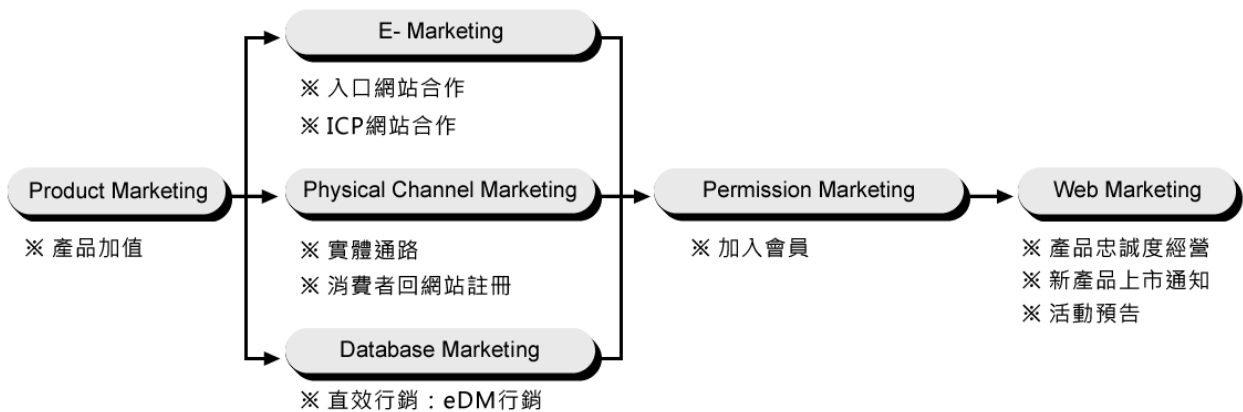 E- Marketing
※ 入口網站合作
※ ICP網站合作
Product Marketing
※ 產品加值
Physical Channel Marketing
※ 實體通路
※ 消費者回網站註冊
Database Marketing
※ 直效行銷：eDM行銷
Permission Marketing
※ 加入會員
Web Marketing
※ 產品忠誠度經營
※ 新產品上市通知
※ 活動預告